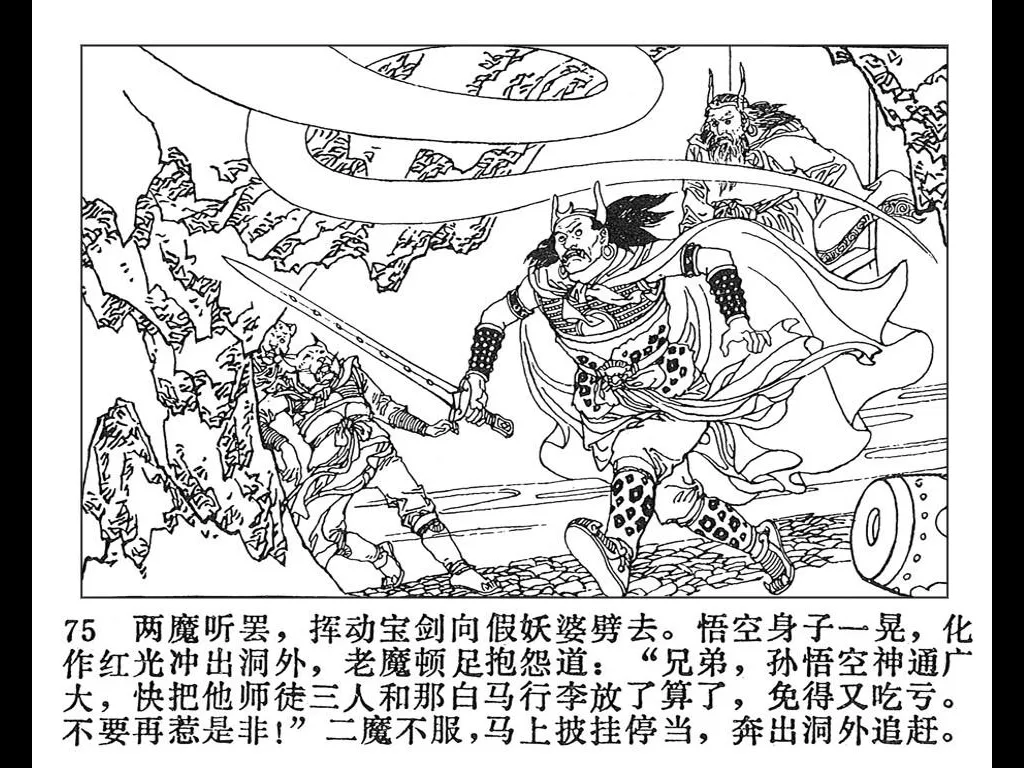 75 两魔听罢，挥动宝剑向假妖婆劈去。悟空身子一晃，化
作红光冲出洞外，老魔顿足抱怨道：“兄弟，孙悟空神通广
大，快把他师徒三人和那白马行李放了算了，免得又吃亏。
不要再惹是非！”二魔不服，马上披挂停当，奔出洞外追赶。